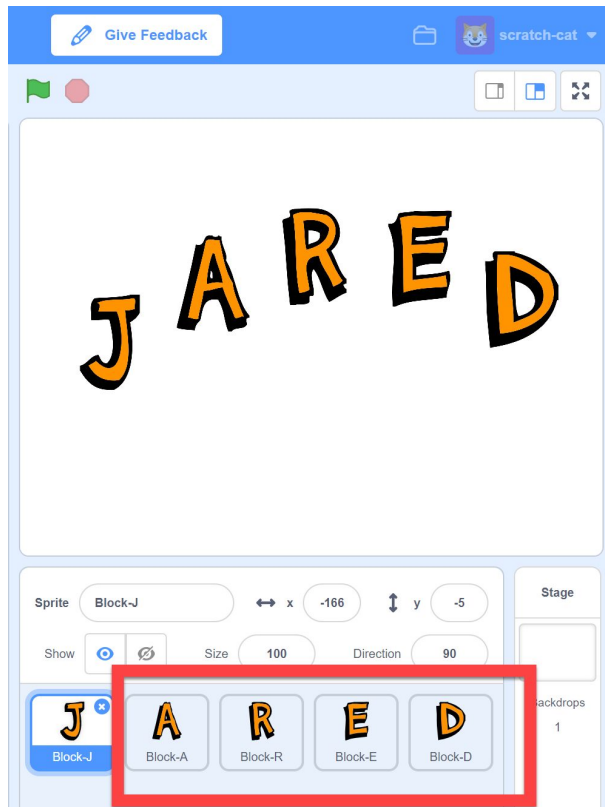 Give Feedback scratch-cat
JARED
Sprite Block-J x -166 y -5
Show Size 100 Direction 90
Stage
Backdrops
1
J A R E D
Block-J Block-A Block-R Block-E Block-D